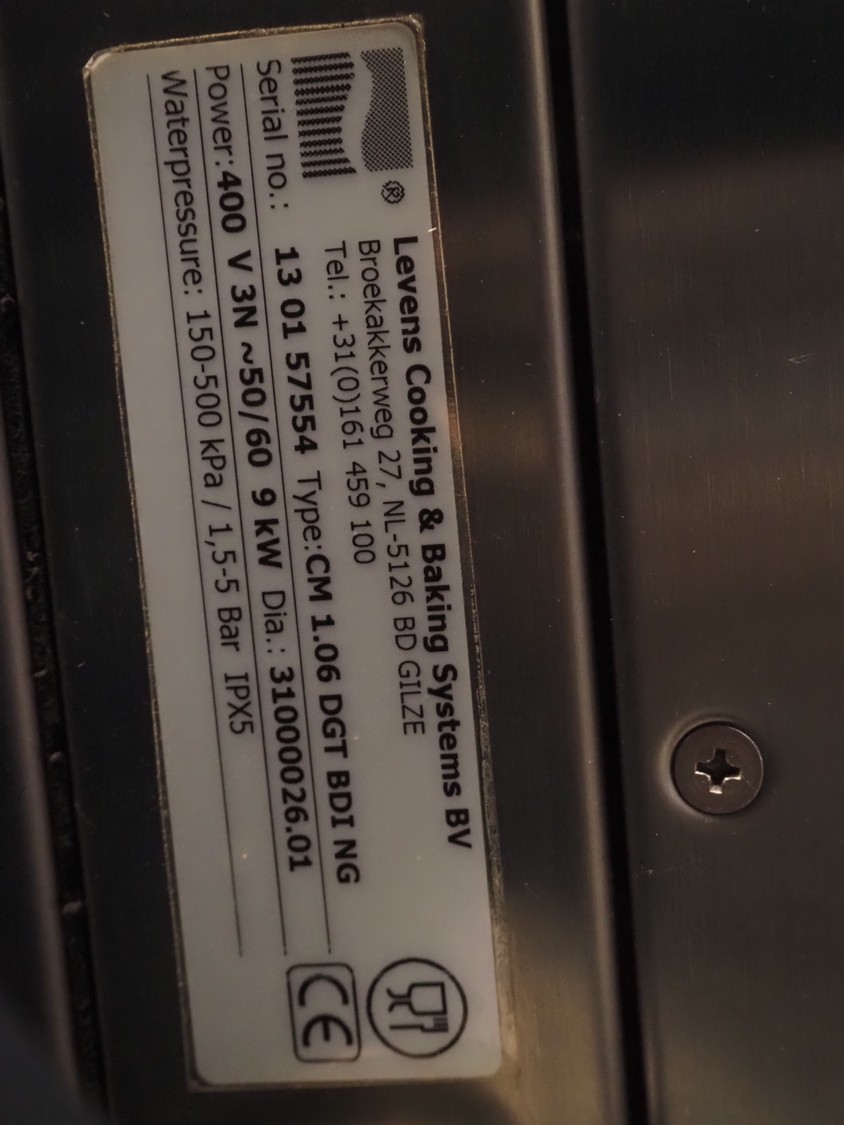 ®
Levens Cooking & Baking Systems BV
Broekakkerweg 27, NL-5126 BD GILZE
Tel.: +31(0)161 459 100
Serial no.: 13 01 57554 Type:CM 1.06 DGT BDI NG
Power:400 V 3N ~50/60 9 kW Dia.: 31000026.01
Waterpressure: 150-500 kPa / 1,5-5 Bar IPX5
CE